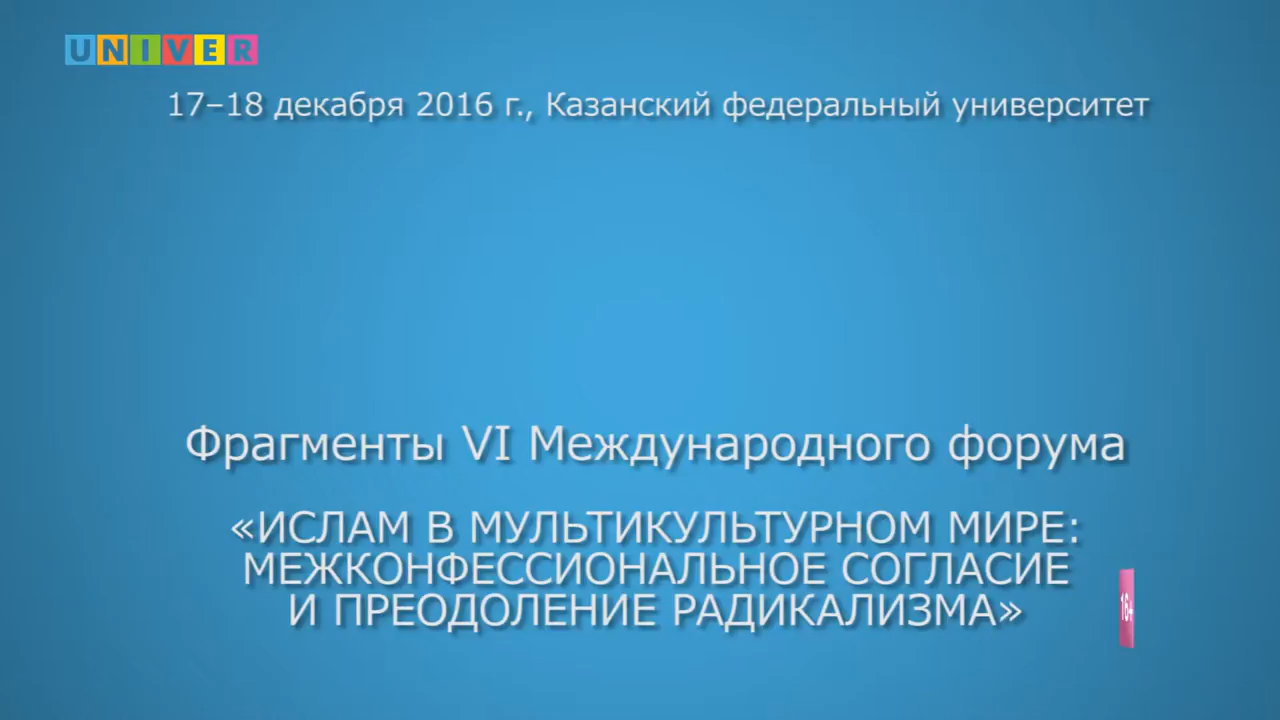 UNIVER
17–18 декабря 2016 г., Казанский федеральный университет
Фрагменты VI Международного форума
«ИСЛАМ В МУЛЬТИКУЛЬТУРНОМ МИРЕ:
МЕЖКОНФЕССИОНАЛЬНОЕ СОГЛАСИЕ
И ПРЕОДОЛЕНИЕ РАДИКАЛИЗМА»
16+